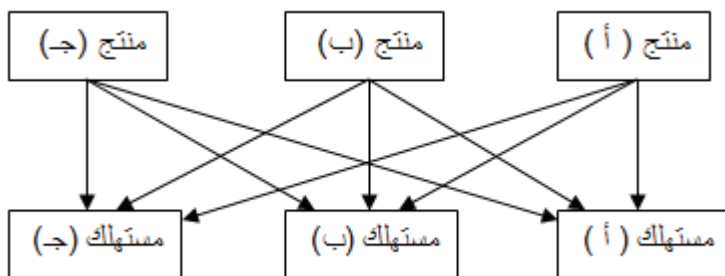 منتج ( أ )
منتج (ب)
منتج (جـ)
مستهلك ( أ )
مستهلك (ب)
مستهلك (جـ)